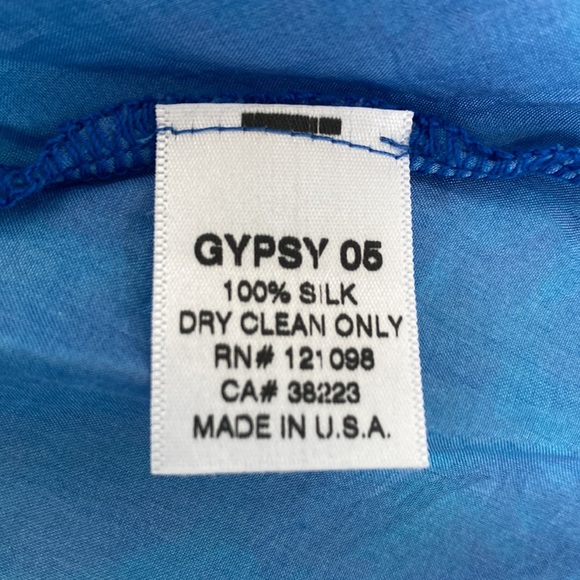 GYPSY 05
100% SILK
DRY CLEAN ONLY
RN# 121098
CA# 38223
MADE IN U.S.A.